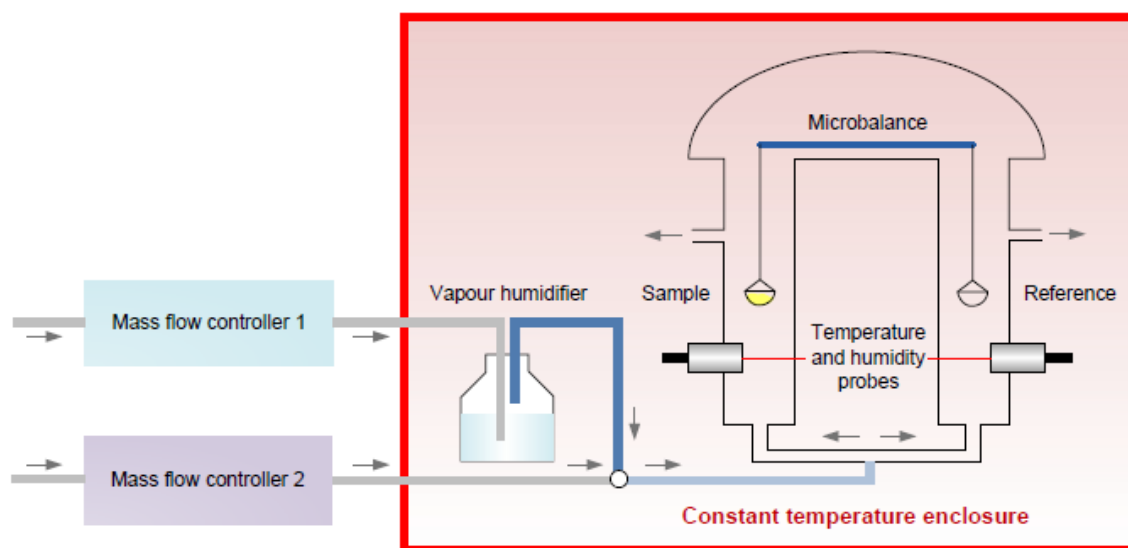 Microbalance
Vapour humidifier
Sample
Reference
Mass flow controller 1
Temperature
and humidity
probes
Mass flow controller 2
Constant temperature enclosure